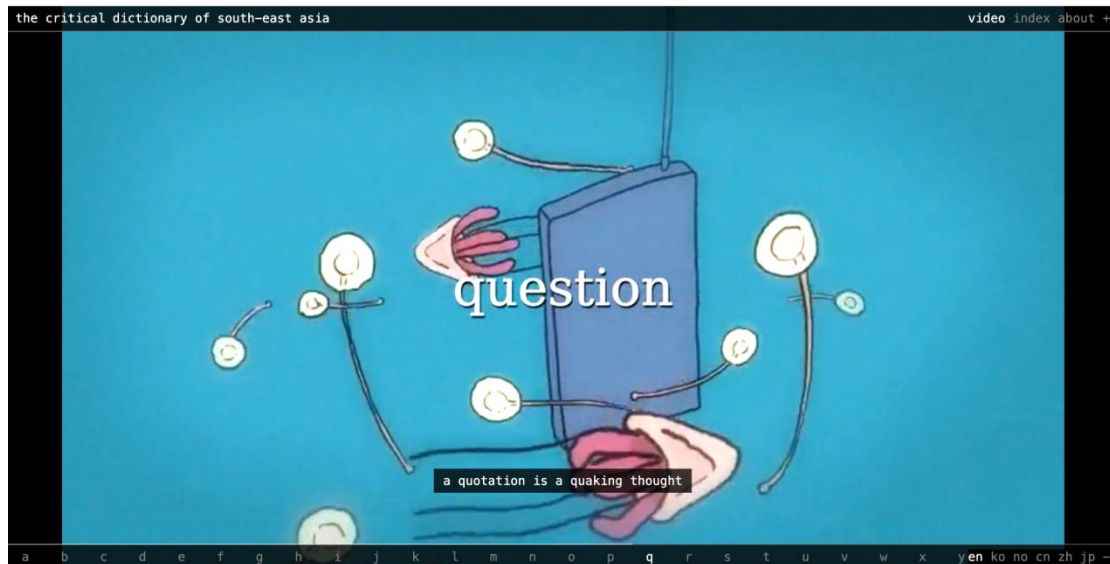 the critical dictionary of south-east asia video index about +
question
a quotation is a quaking thought
a b c d e f g h i j k l m n o p q r s t u v w x y en ko no cn zh jp –